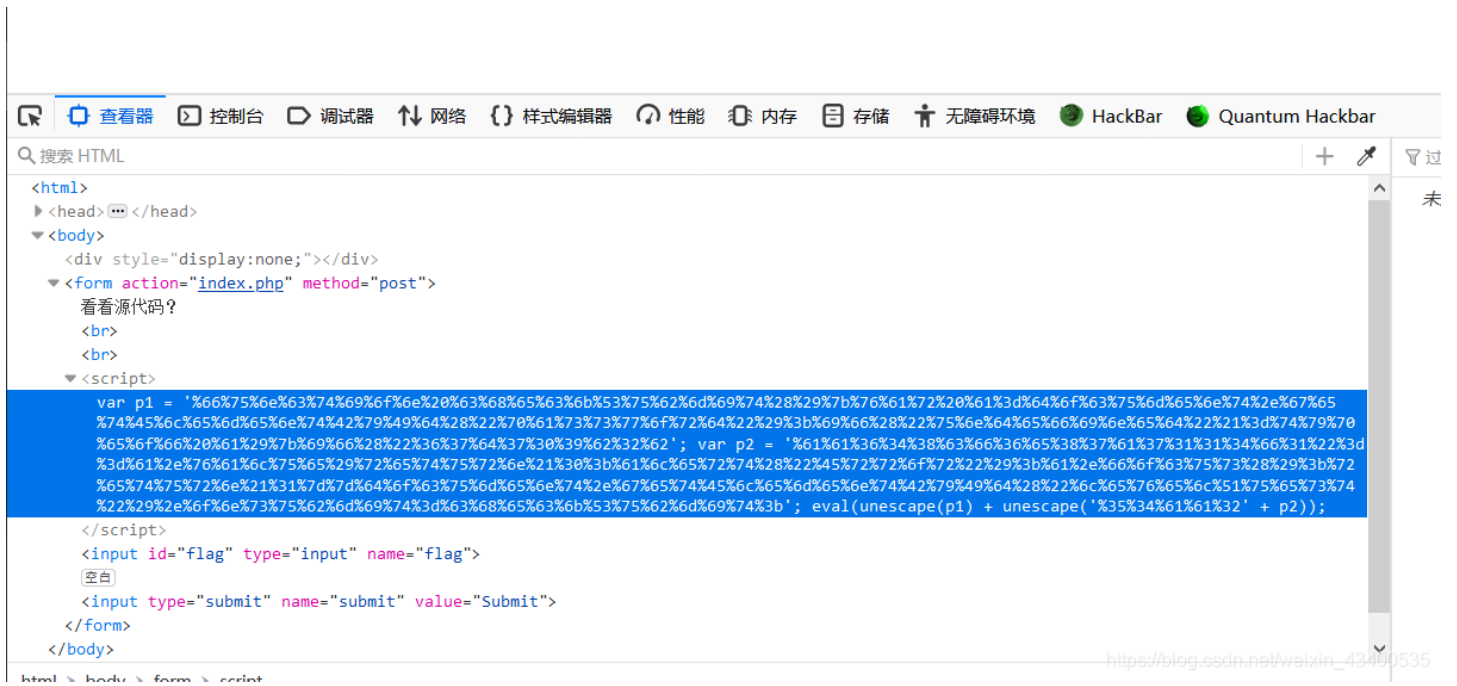 查看器 控制台 调试器 网络 {} 样式编辑器 性能 内存 存储 无障碍环境 HackBar Quantum Hackbar
搜索 HTML
过
未
<html>
<head>
</head>
<body>
<div style="display:none;"></div>
<form action="index.php" method="post">
看看源代码？
<br>
<br>
<script>
var p1 = '%66%75%6e%63%74%69%6f%6e%20%63%68%65%63%6b%53%75%62%6d%69%74%28%29%7b%76%61%72%20%61%3d%64%6f%63%75%6d%65%6e%74%2e%67%65
%74%45%6c%65%6d%65%6e%74%42%79%49%64%28%22%70%61%73%73%77%6f%72%64%22%29%3b%69%66%28%22%75%6e%64%65%66%69%6e%65%64%22%21%3d%74%79%70
%65%6f%66%20%61%29%7b%69%66%28%22%36%37%64%37%30%39%62%32%62'; var p2 = '%61%61%36%34%38%63%66%36%65%38%37%61%37%31%31%34%66%31%22%3d
%3d%61%2e%76%61%6c%75%65%29%72%65%74%75%72%6e%21%30%3b%61%6c%65%72%74%28%22%45%72%72%6f%72%22%29%3b%61%2e%66%6f%63%75%73%28%29%3b%72
%65%74%75%72%6e%21%31%7d%7d%64%6f%63%75%6d%65%6e%74%2e%67%65%74%45%6c%65%6d%65%6e%74%42%79%49%64%28%22%6c%65%76%65%6c%51%75%65%73%74
%22%29%2e%6f%6e%73%75%62%6d%69%74%3d%63%68%65%63%6b%53%75%62%6d%69%74%3b'; eval(unescape(p1) + unescape('%35%34%61%61%32' + p2));
</script>
<input id="flag" type="input" name="flag">
空白
<input type="submit" name="submit" value="Submit">
</form>
</body>
https://blog.csdn.net/weixin_43400535
html > body > form > script